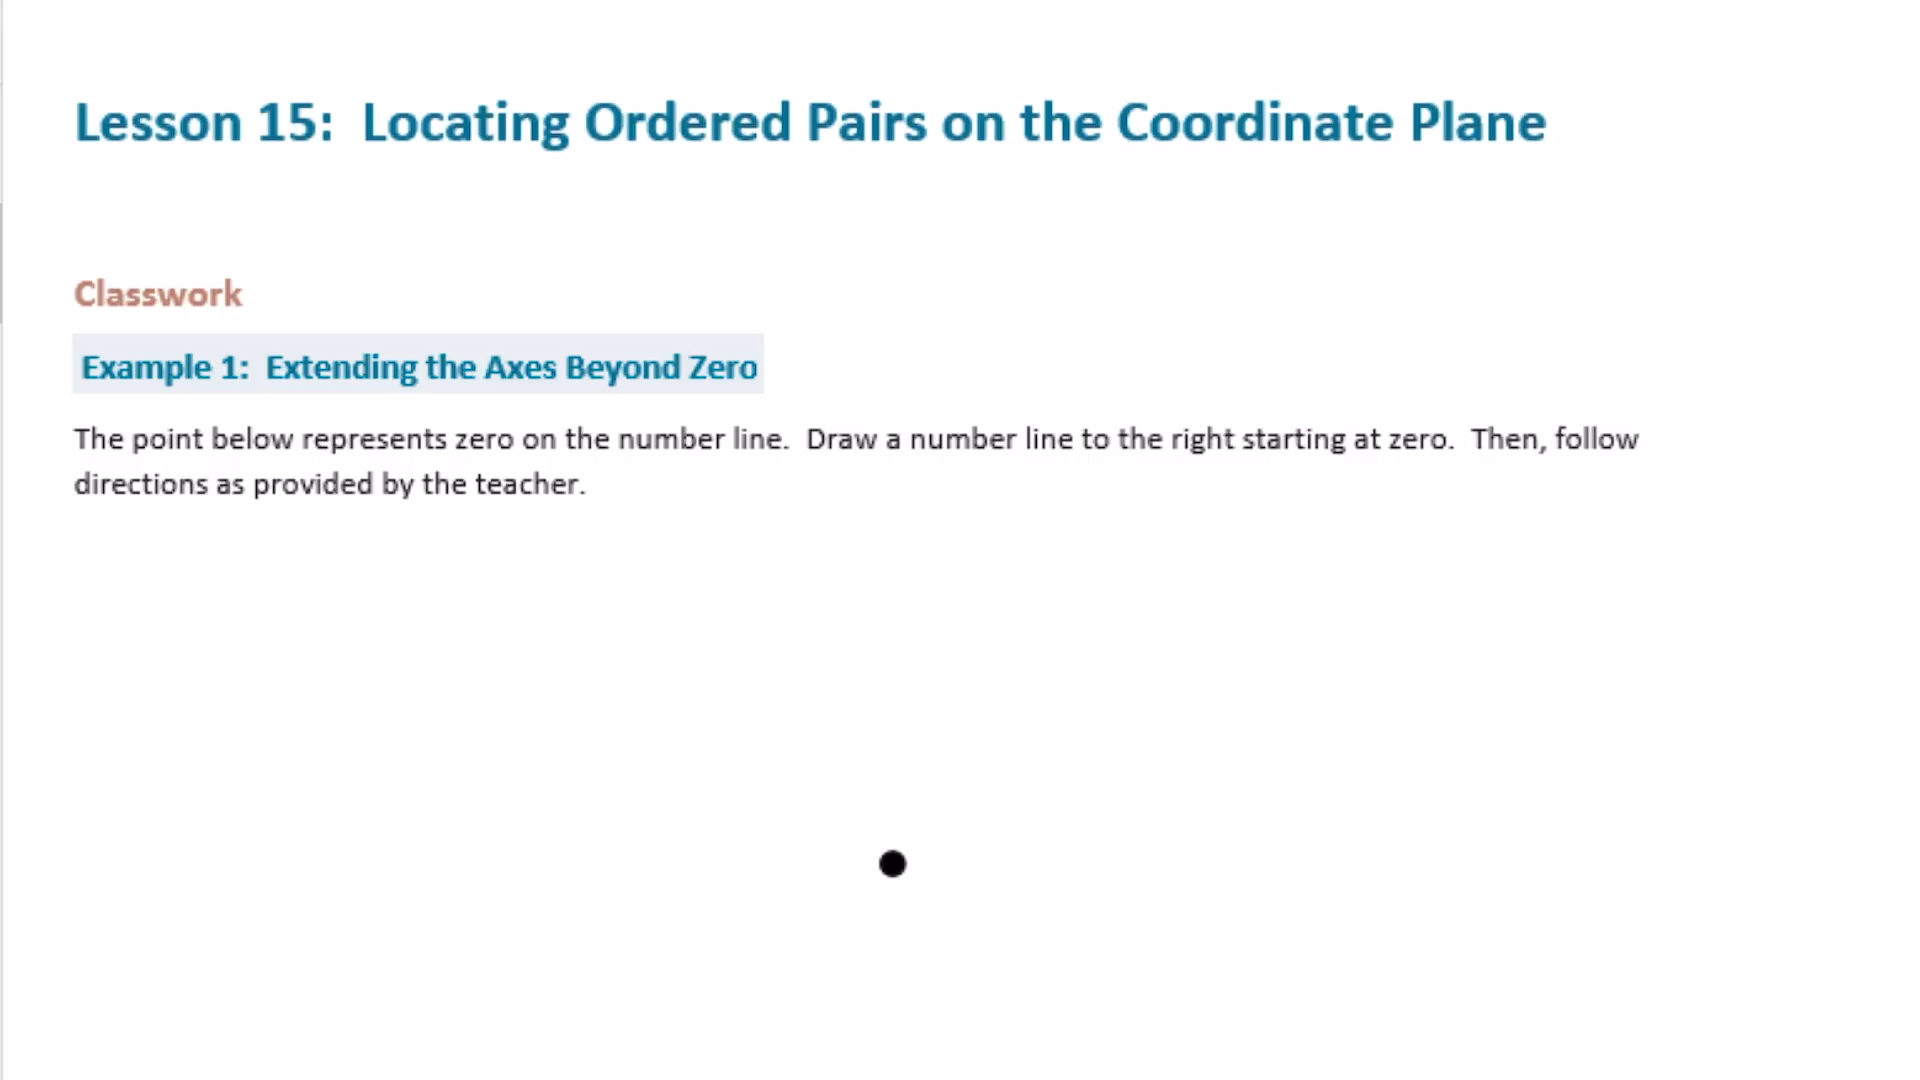 Lesson 15:  Locating Ordered Pairs on the Coordinate Plane
Classwork
Example 1:  Extending the Axes Beyond Zero
The point below represents zero on the number line.  Draw a number line to the right starting at zero.  Then, follow
directions as provided by the teacher.